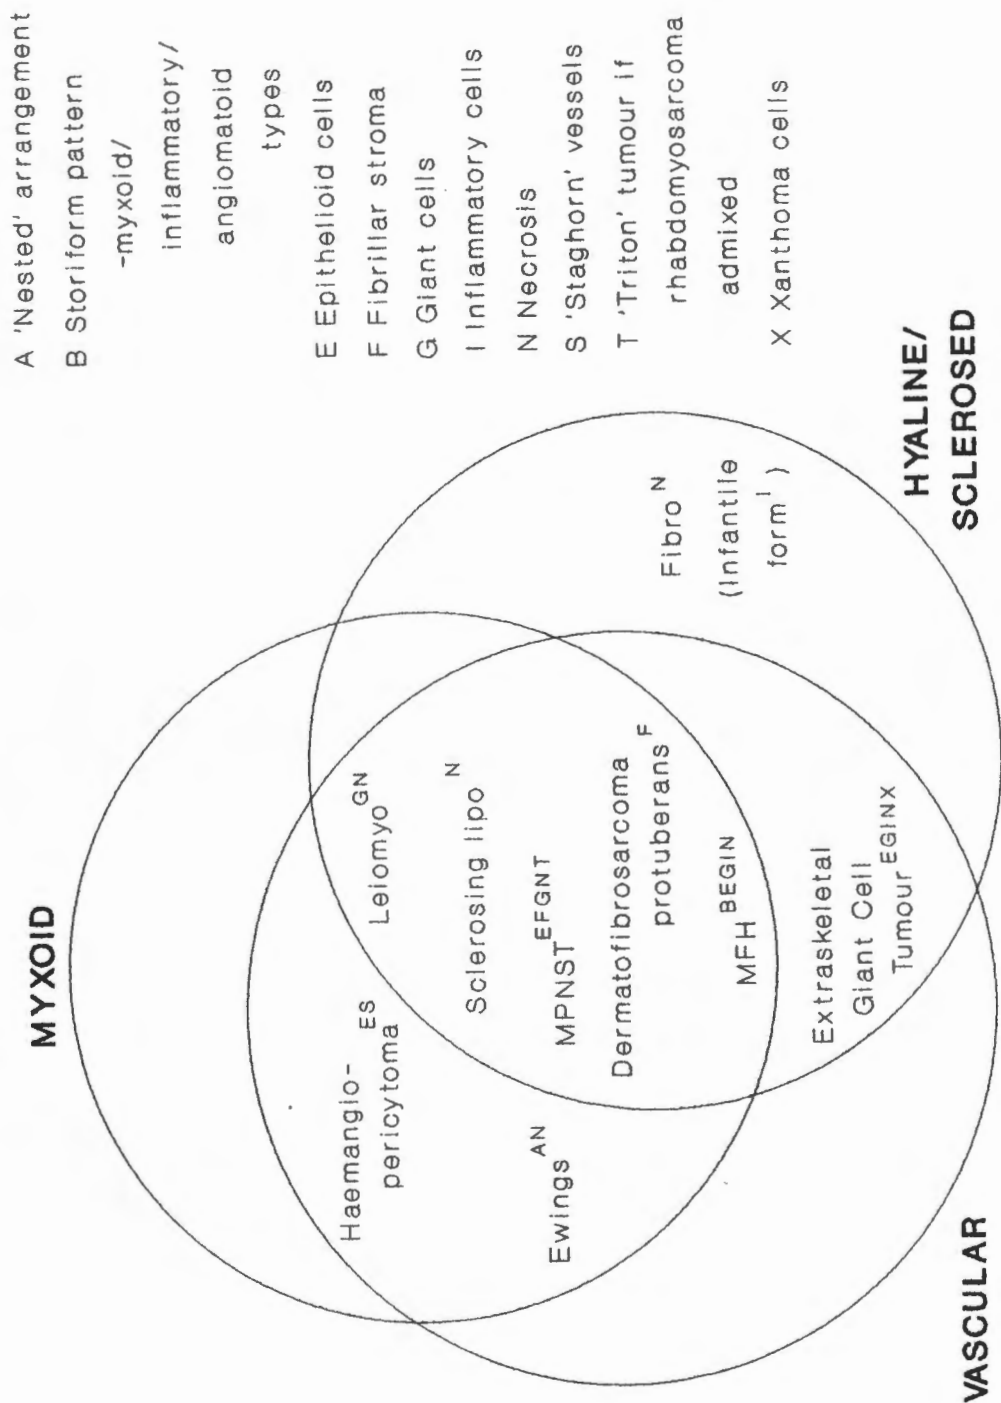 MYXOID
Haemangio-
pericytoma ES
Leiomyo GN
Sclerosing lipo N
Ewings AN
MPNST EFGNT
Dermatofibrosarcoma
protuberans F
MFH BEGIN
Fibro N
(Infantile
form I )
Extraskeletal
Giant Cell
Tumour EGINX
VASCULAR
HYALINE/
SCLEROSED
A 'Nested' arrangement
B Storiform pattern
-myxoid/
inflammatory/
angiomatoid
types
E Epithelioid cells
F Fibrillar stroma
G Giant cells
I Inflammatory cells
N Necrosis
S 'Staghorn' vessels
T 'Triton' tumour if
rhabdomyosarcoma
admixed
X Xanthoma cells